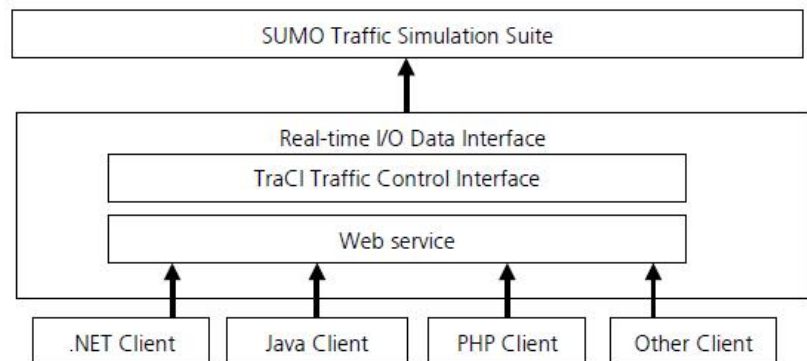 SUMO Traffic Simulation Suite
Real-time I/O Data Interface
TraCI Traffic Control Interface
Web service
.NET Client
Java Client
PHP Client
Other Client